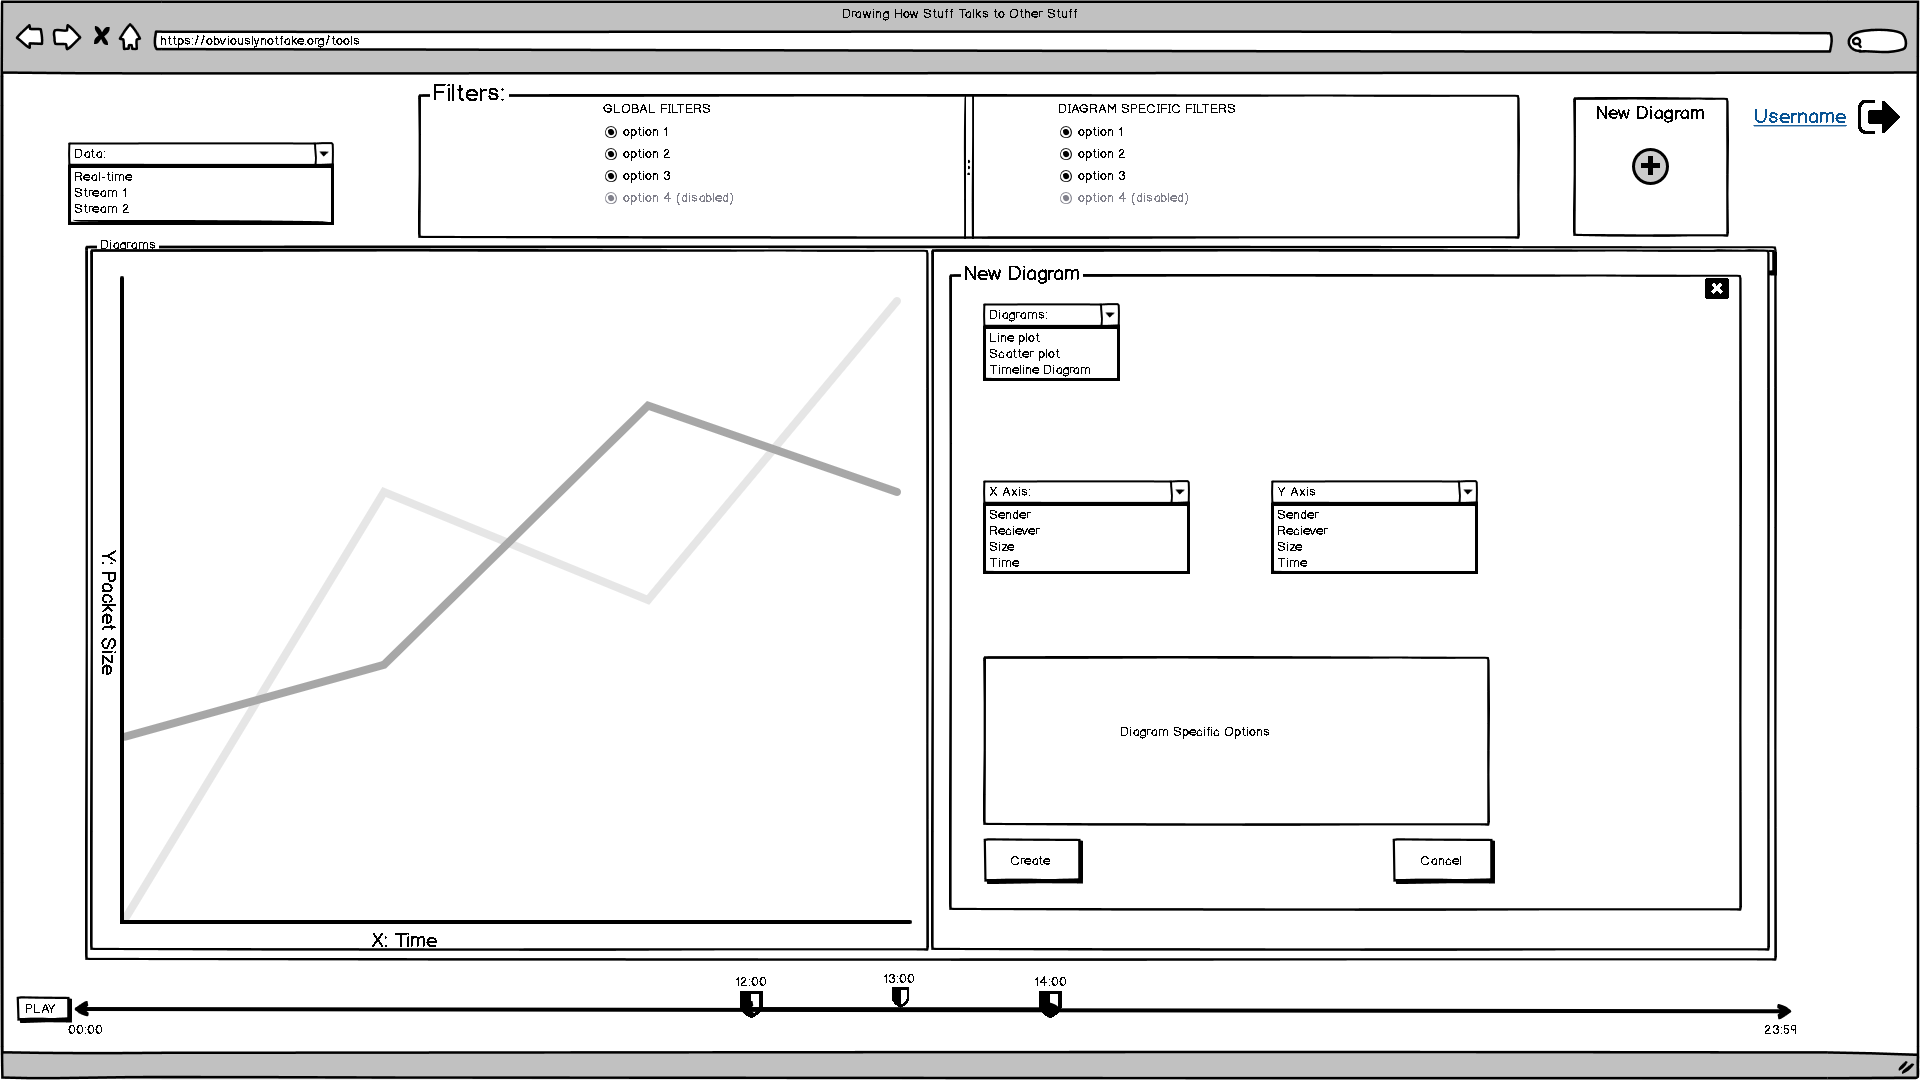 Drawing How Stuff Talks to Other Stuff
https://obviouslynotfake.org/tools
Filters:
GLOBAL FILTERS
option 1
option 2
option 3
option 4 (disabled)
DIAGRAM SPECIFIC FILTERS
option 1
option 2
option 3
option 4 (disabled)
New Diagram
Username
Data:
Real-time
Stream 1
Stream 2
Diagrams
Y: Packet Size
X: Time
New Diagram
Diagrams:
Line plot
Scatter plot
Timeline Diagram
X Axis:
Sender
Reciever
Size
Time
Y Axis
Sender
Reciever
Size
Time
Diagram Specific Options
Create
Cancel
12:00
13:00
14:00
PLAY
00:00
23:59